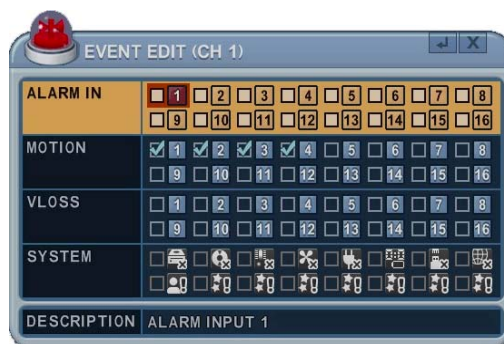 EVENT EDIT (CH 1)
X
ALARM IN 1 2 3 4 5 6 7 8
9 10 11 12 13 14 15 16
MOTION 1 2 3 4 5 6 7 8
9 10 11 12 13 14 15 16
VLOSS 1 2 3 4 5 6 7 8
9 10 11 12 13 14 15 16
SYSTEM
DESCRIPTION ALARM INPUT 1